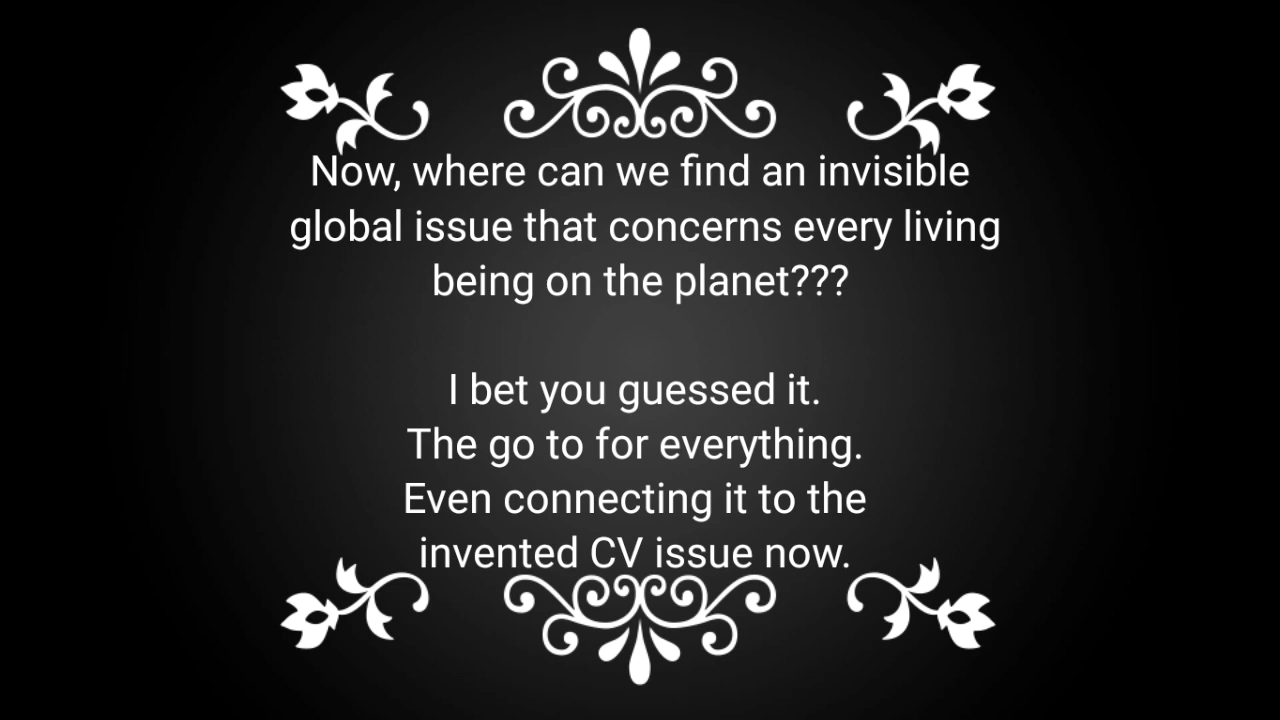 Now, where can we find an invisible
global issue that concerns every living
being on the planet???
I bet you guessed it.
The go to for everything.
Even connecting it to the
invented CV issue now.